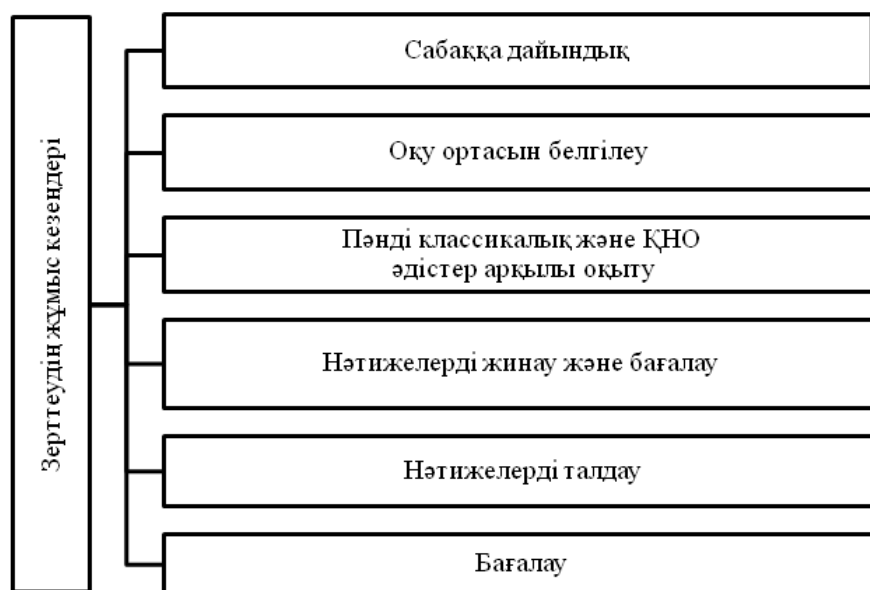 Зерттеудің жұмыс кезеңдері
Сабаққа дайындық
Оқу ортасын белгілеу
Пәнді классикалық және ҚНО
әдістер арқылы оқыту
Нәтижелерді жинау және бағалау
Нәтижелерді талдау
Бағалау